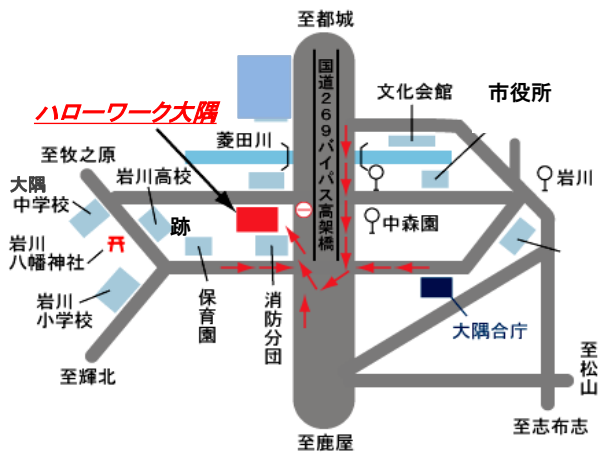 至都城
国道269バイパス高架橋
文化会館
市役所
ハローワーク大隅
菱田川
至牧之原
岩川高校
跡
大隅
中学校
岩川
中森園
岩川
八幡神社
岩川
小学校
保育園
消防分団
大隅合庁
至輝北
至松山
至志布志
至鹿屋